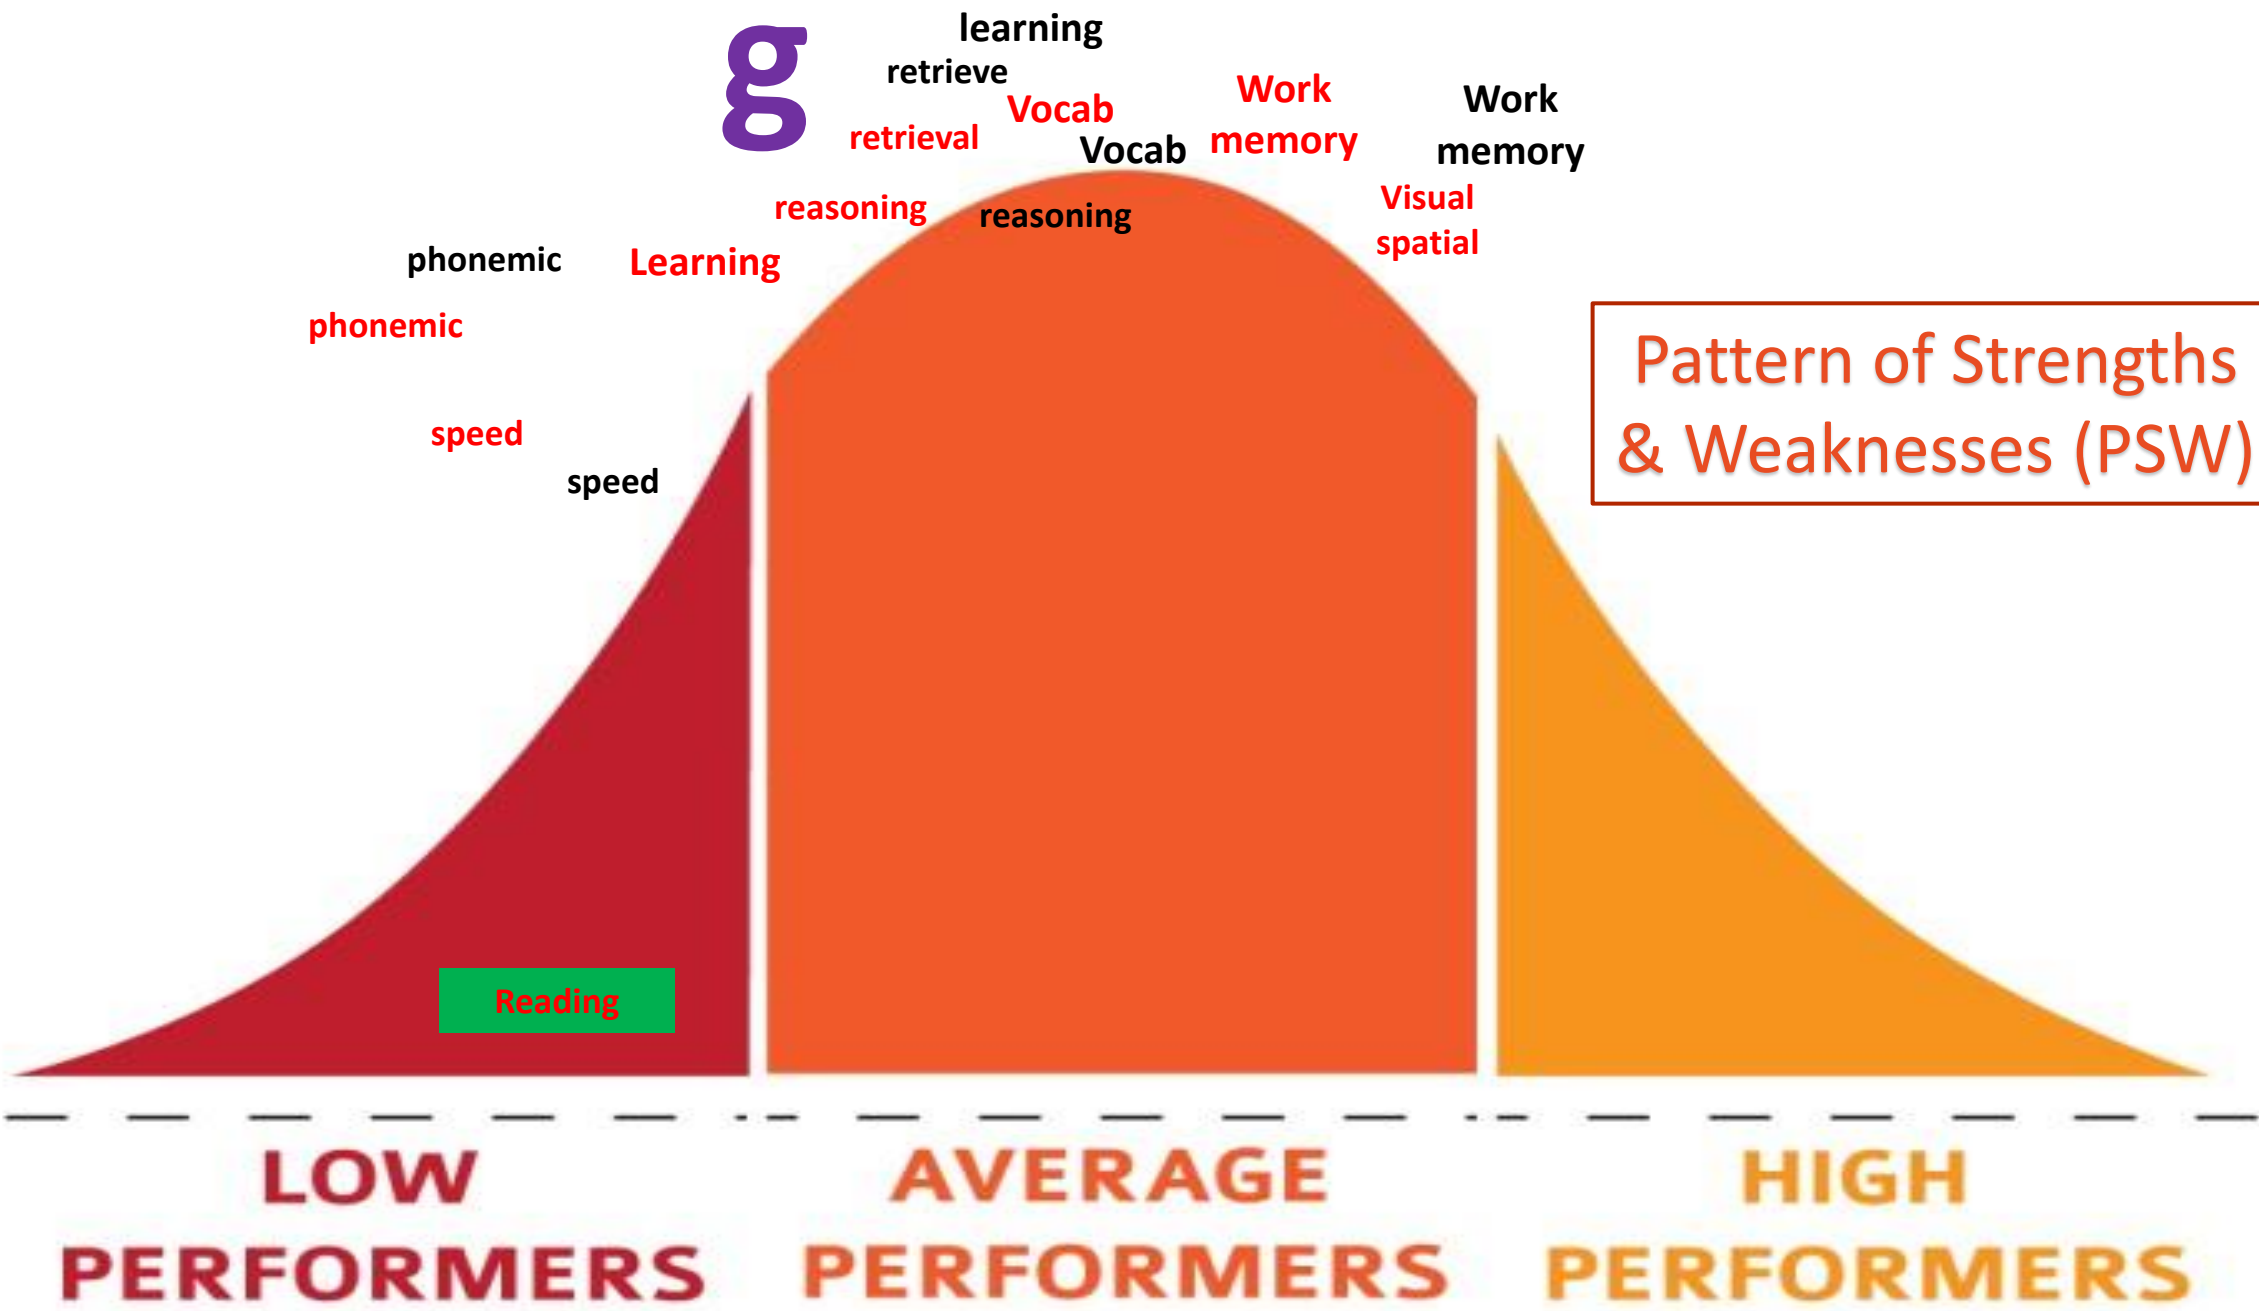 g
learning
retrieve
Vocab
retrieval
Vocab
Work
memory
Work
memory
reasoning
reasoning
Visual
spatial
phonemic
Learning
phonemic
speed
speed
Pattern of Strengths
& Weaknesses (PSW)
Reading
LOW
PERFORMERS
AVERAGE
PERFORMERS
HIGH
PERFORMERS